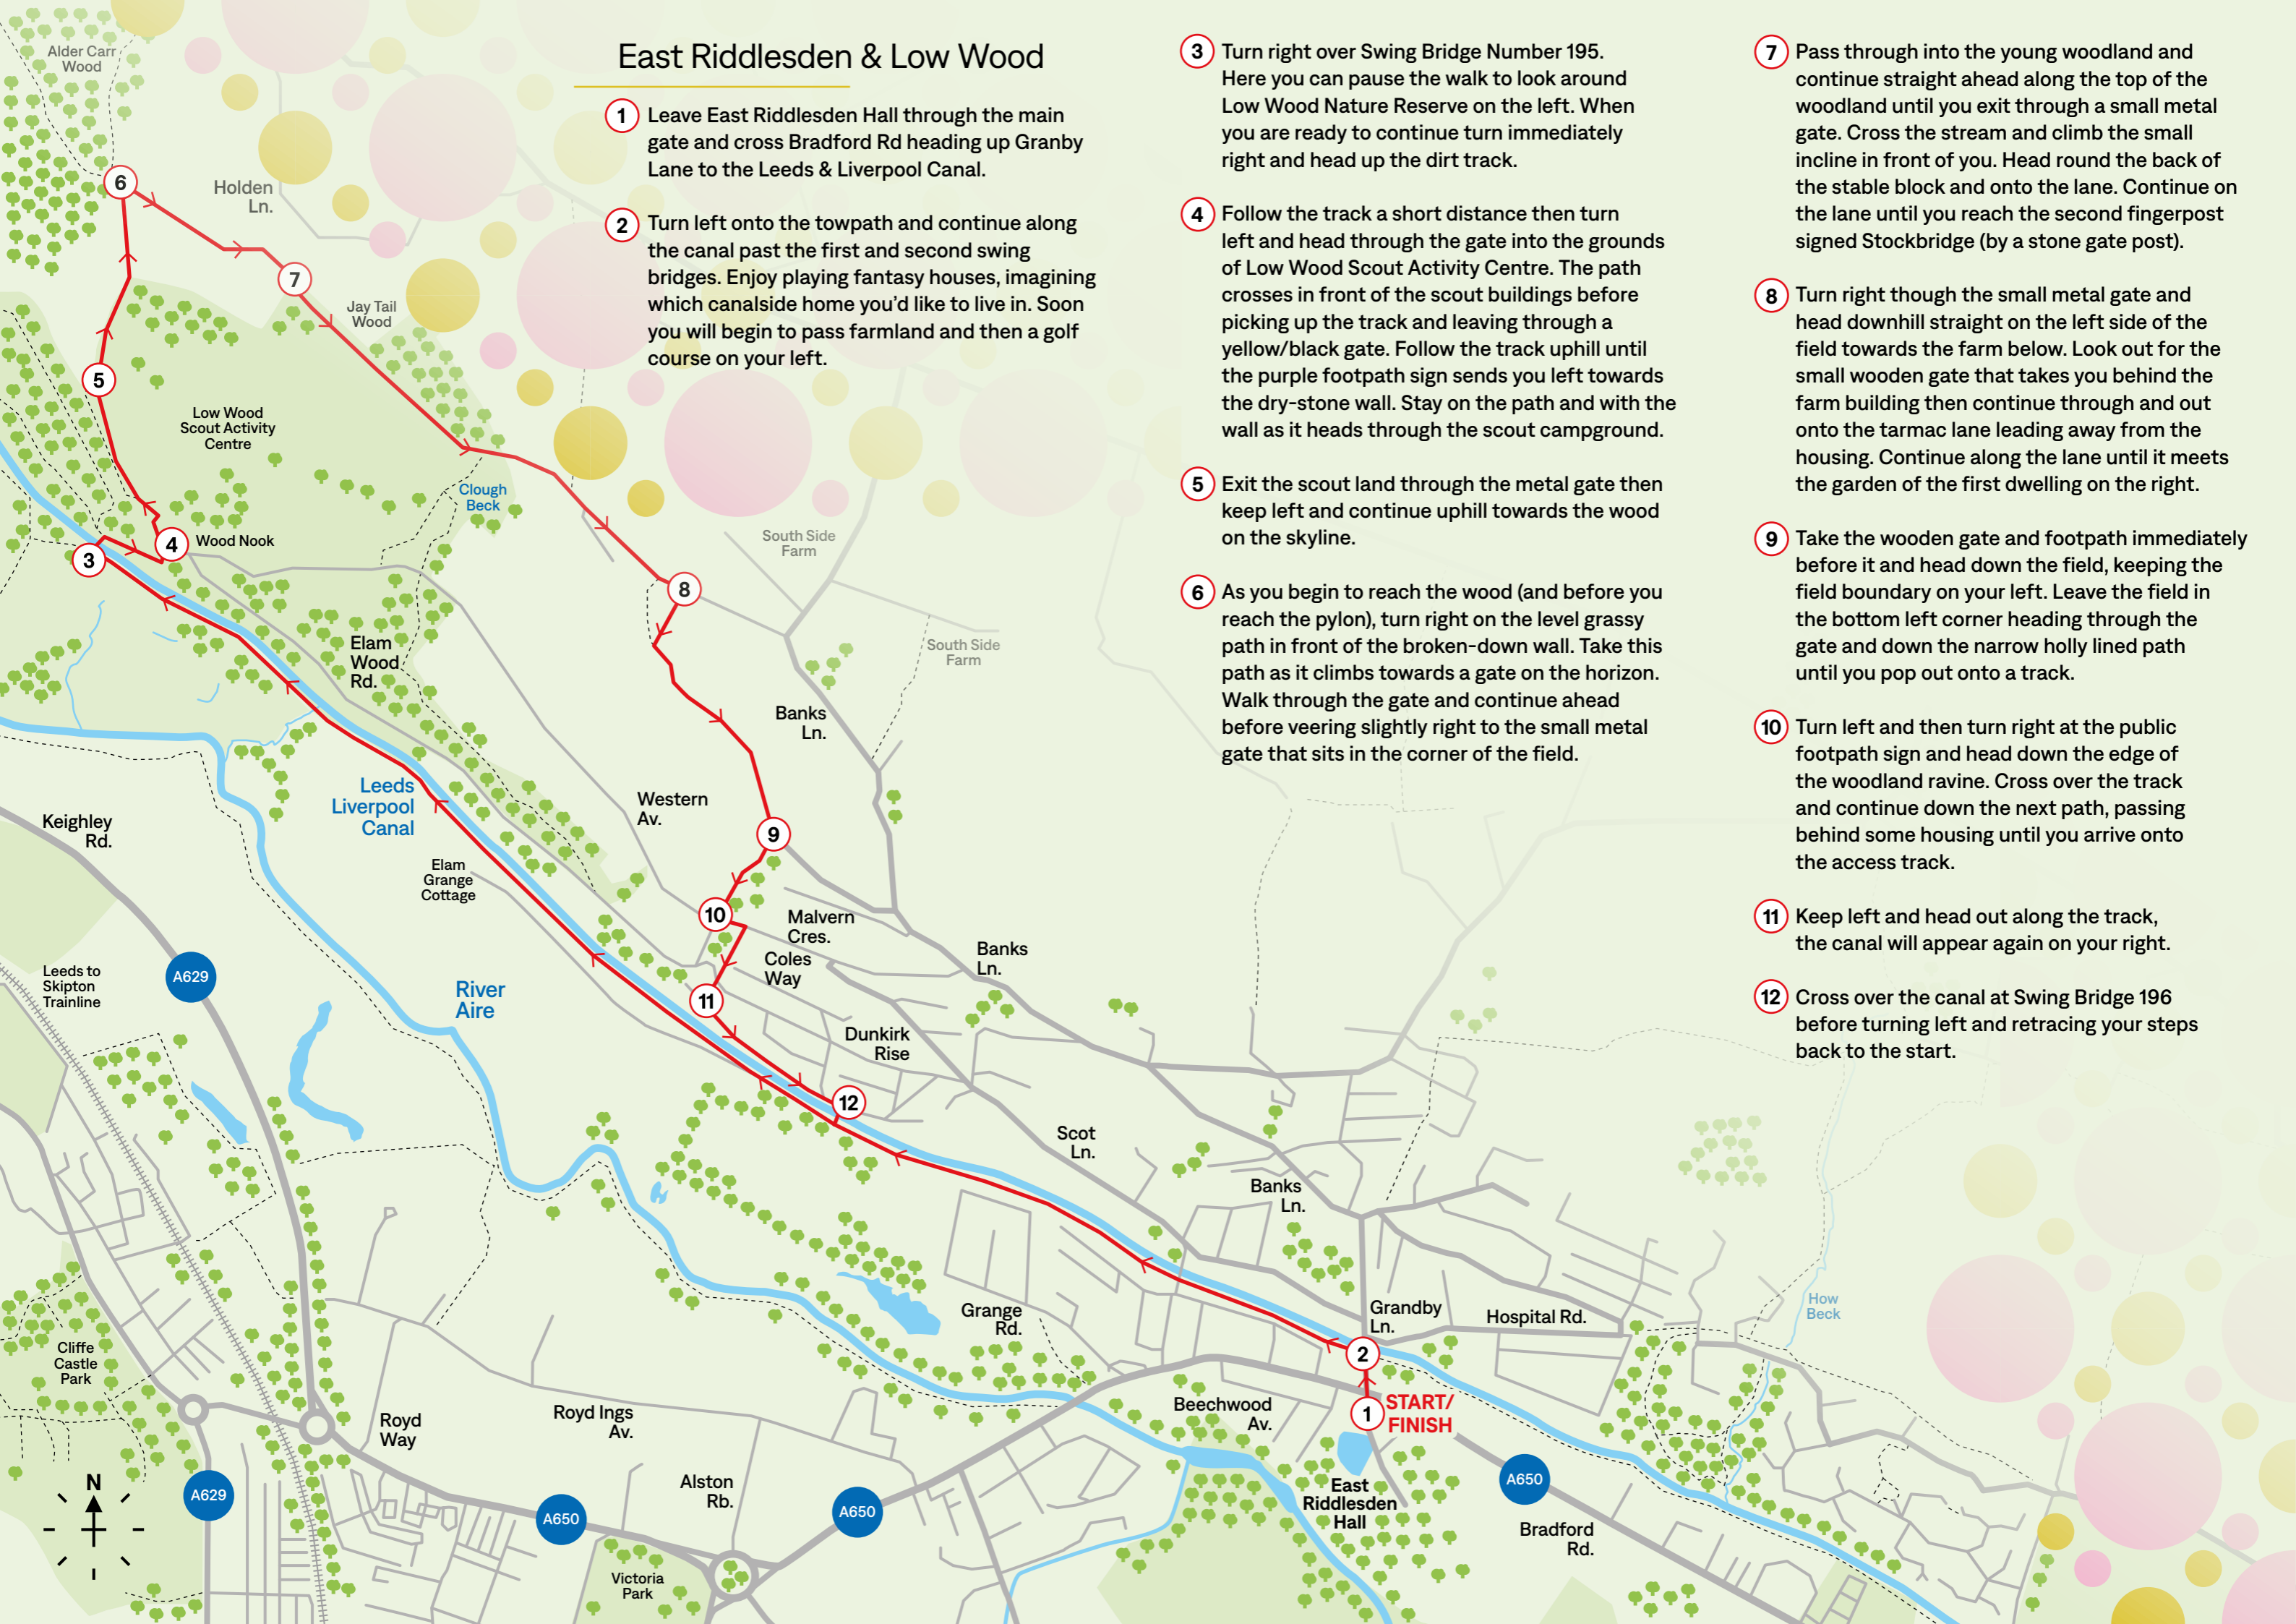 East Riddlesden & Low Wood
1
Leave East Riddlesden Hall through the main
gate and cross Bradford Rd heading up Granby
Lane to the Leeds & Liverpool Canal.
2
Turn left onto the towpath and continue along
the canal past the first and second swing
bridges. Enjoy playing fantasy houses, imagining
which canalside home you’d like to live in. Soon
you will begin to pass farmland and then a golf
course on your left.
3
Turn right over Swing Bridge Number 195.
Here you can pause the walk to look around
Low Wood Nature Reserve on the left. When
you are ready to continue turn immediately
right and head up the dirt track.
4
Follow the track a short distance then turn
left and head through the gate into the grounds
of Low Wood Scout Activity Centre. The path
crosses in front of the scout buildings before
picking up the track and leaving through a
yellow/black gate. Follow the track uphill until
the purple footpath sign sends you left towards
the dry-stone wall. Stay on the path and with the
wall as it heads through the scout campground.
5
Exit the scout land through the metal gate then
keep left and continue uphill towards the wood
on the skyline.
6
As you begin to reach the wood (and before you
reach the pylon), turn right on the level grassy
path in front of the broken-down wall. Take this
path as it climbs towards a gate on the horizon.
Walk through the gate and continue ahead
before veering slightly right to the small metal
gate that sits in the corner of the field.
7
Pass through into the young woodland and
continue straight ahead along the top of the
woodland until you exit through a small metal
gate. Cross the stream and climb the small
incline in front of you. Head round the back of
the stable block and onto the lane. Continue on
the lane until you reach the second fingerpost
signed Stockbridge (by a stone gate post).
8
Turn right though the small metal gate and
head downhill straight on the left side of the
field towards the farm below. Look out for the
small wooden gate that takes you behind the
farm building then continue through and out
onto the tarmac lane leading away from the
housing. Continue along the lane until it meets
the garden of the first dwelling on the right.
9
Take the wooden gate and footpath immediately
before it and head down the field, keeping the
field boundary on your left. Leave the field in
the bottom left corner heading through the
gate and down the narrow holly lined path
until you pop out onto a track.
10
Turn left and then turn right at the public
footpath sign and head down the edge of
the woodland ravine. Cross over the track
and continue down the next path, passing
behind some housing until you arrive onto
the access track.
11
Keep left and head out along the track,
the canal will appear again on your right.
12
Cross over the canal at Swing Bridge 196
before turning left and retracing your steps
back to the start.
Alder Carr
Wood
6
Holden
Ln.
7
Jay Tail
Wood
5
Low Wood
Scout Activity
Centre
Clough
Beck
4
Wood Nook
3
South Side
Farm
8
South Side
Farm
Elam
Wood
Rd.
Banks
Ln.
Leeds
Liverpool
Canal
Western
Av.
Keighley
Rd.
9
Elam
Grange
Cottage
10
Malvern
Cres.
Coles
Way
Banks
Ln.
Leeds to
Skipton
Trainline
A629
River
Aire
11
Dunkirk
Rise
12
Scot
Ln.
Banks
Ln.
Grange
Rd.
Grandby
Ln.
Hospital Rd.
How
Beck
2
Cliffe
Castle
Park
START/
FINISH
1
Beechwood
Av.
Royd
Way
Royd Ings
Av.
Alston
Rb.
N
A629
A650
A650
A650
East
Riddlesden
Hall
Bradford
Rd.
Victoria
Park